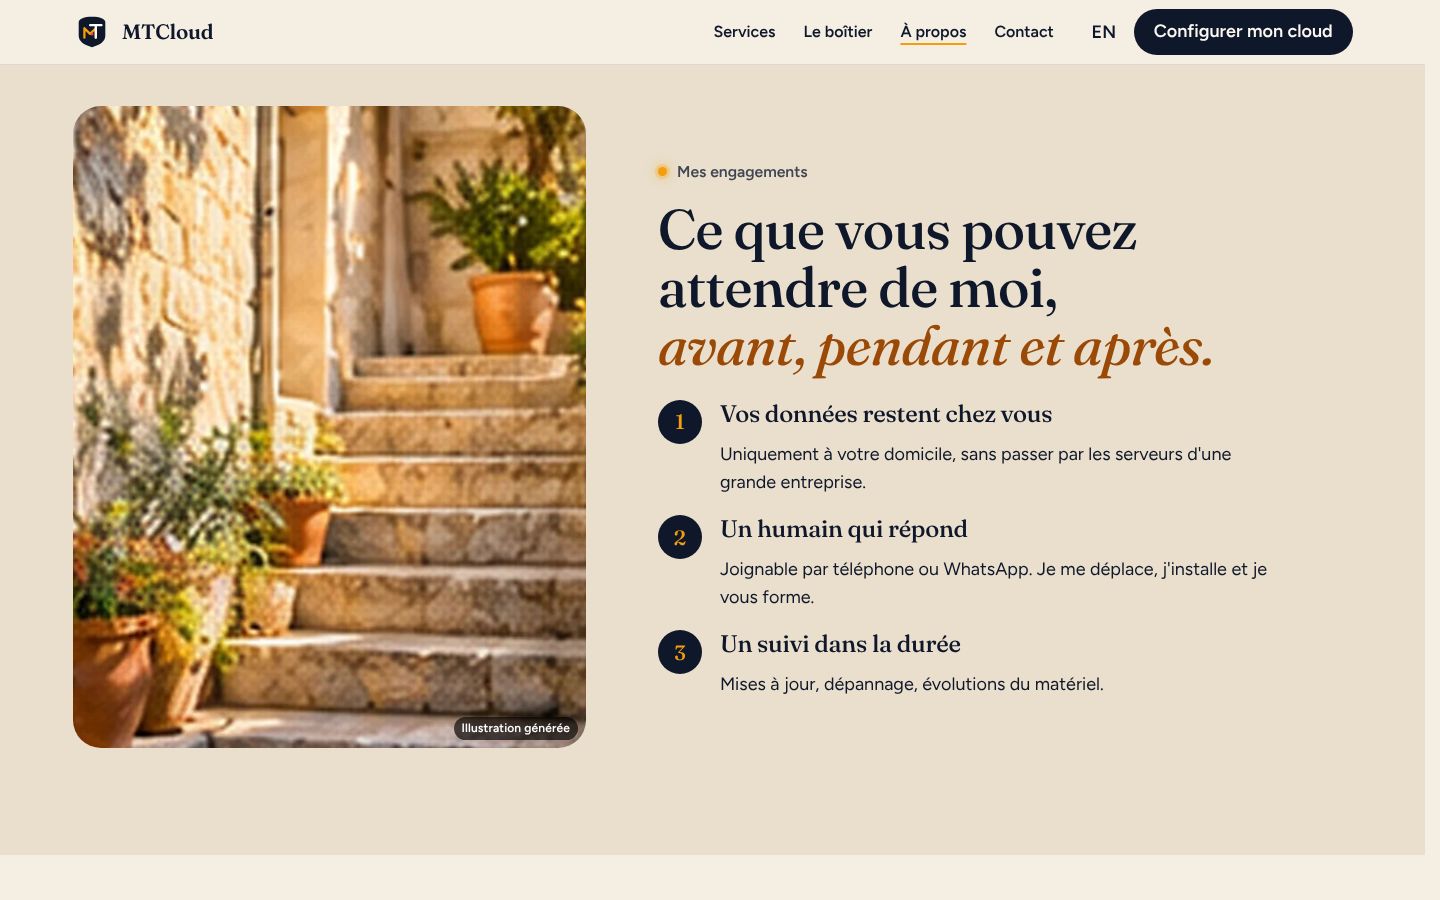 MTCloud
Services
Le boîtier
À propos
Contact
EN
Configurer mon cloud
Mes engagements
Ce que vous pouvez
attendre de moi,
avant, pendant et après.
1
Vos données restent chez vous
Uniquement à votre domicile, sans passer par les serveurs d'une
grande entreprise.
2
Un humain qui répond
Joignable par téléphone ou WhatsApp. Je me déplace, j'installe et je
vous forme.
3
Un suivi dans la durée
Mises à jour, dépannage, évolutions du matériel.
Illustration générée